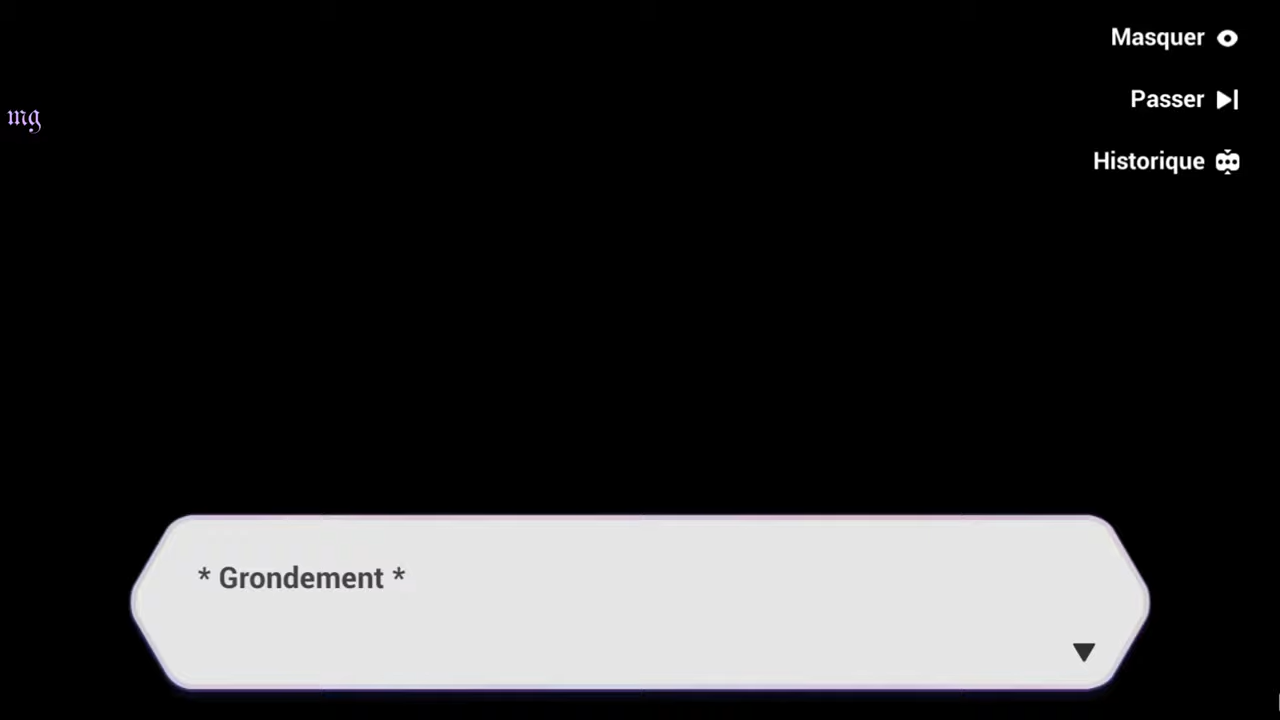 Masquer
mg
Passer
Historique
* Grondement *